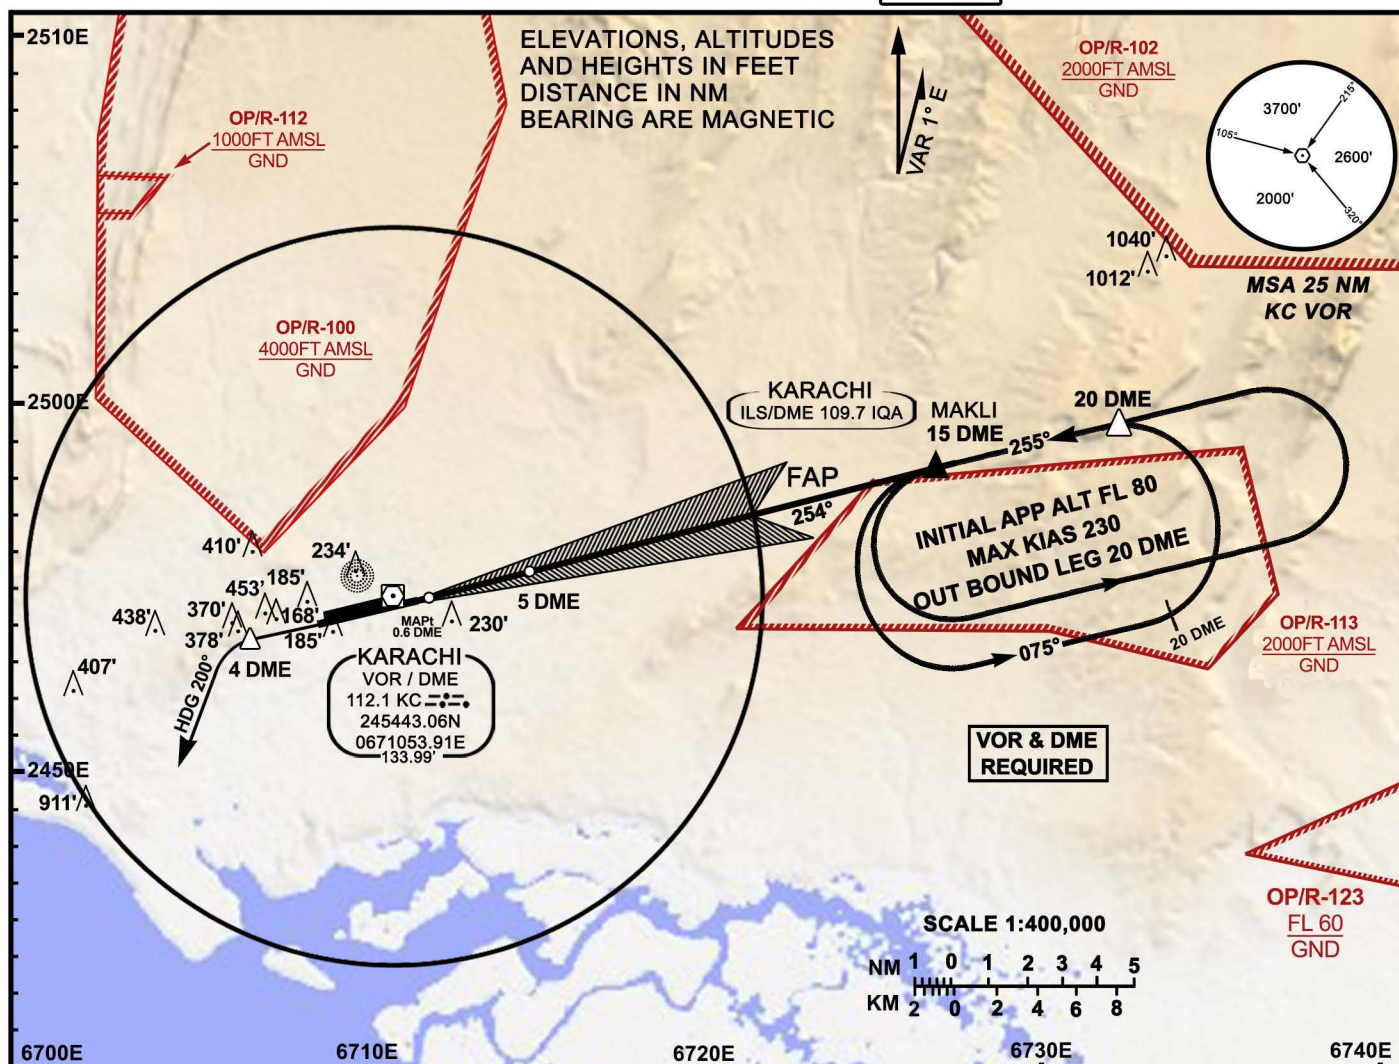 2510E
ELEVATIONS, ALTITUDES
AND HEIGHTS IN FEET
DISTANCE IN NM
BEARING ARE MAGNETIC
VAR 1° E
OP/R-102
2000FT AMSL
GND
3700'
215°
105°
2600'
2000'
320°
MSA 25 NM
KC VOR
1040'
1012'
OP/R-112
1000FT AMSL
GND
OP/R-100
4000FT AMSL
GND
2500E
KARACHI
ILS/DME 109.7 IQA
MAKLI
15 DME
20 DME
255°
FAP
254°
INITIAL APP ALT FL 80
MAX KIAS 230
OUT BOUND LEG 20 DME
20 DME
075°
OP/R-113
2000FT AMSL
GND
410'
234'
453'
185'
370'
168'
438'
378'
185'
MAPt
0.6 DME
230'
5 DME
4 DME
407'
HDG 200°
KARACHI
VOR / DME
112.1 KC
245443.06N
0671053.91E
133.99'
VOR & DME
REQUIRED
2450E
911'
OP/R-123
FL 60
GND
SCALE 1:400,000
NM 1 0 1 2 3 4 5
KM 2 0 2 4 6 8
6700E
6710E
6720E
6730E
6740E